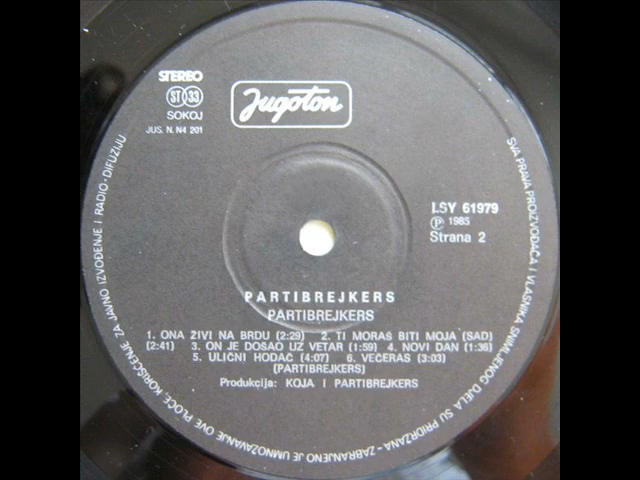 STEREO
ST 33
SOKOJ
JUS. N. N4 201
Jugoton
LSY 61979
Ⓟ 1985
Strana 2
PARTIBREJKERS
PARTIBREJKERS
1. ONA ŽIVI NA BRDU (2:29) 2. TI MORAŠ BITI MOJA (SAD)
(2:41) 3. ON JE DOŠAO UZ VETAR (1:59) 4. NOVI DAN (1:36)
5. ULIČNI HODAČ (4:07) 6. VEČERAS (3:03)
(PARTIBREJKERS)
Produkcija: KOJA I PARTIBREJKERS
SVA PRAVA PROIZVOĐAČA I VLASNIKA SNIMLJENOG DJELA SU PRIDRŽANA - ZABRANJENO JE UMNOŽAVANJE OVE PLOČE, KORIŠĆENJE ZA JAVNO IZVOĐENJE I RADIO-DIFUZIJU